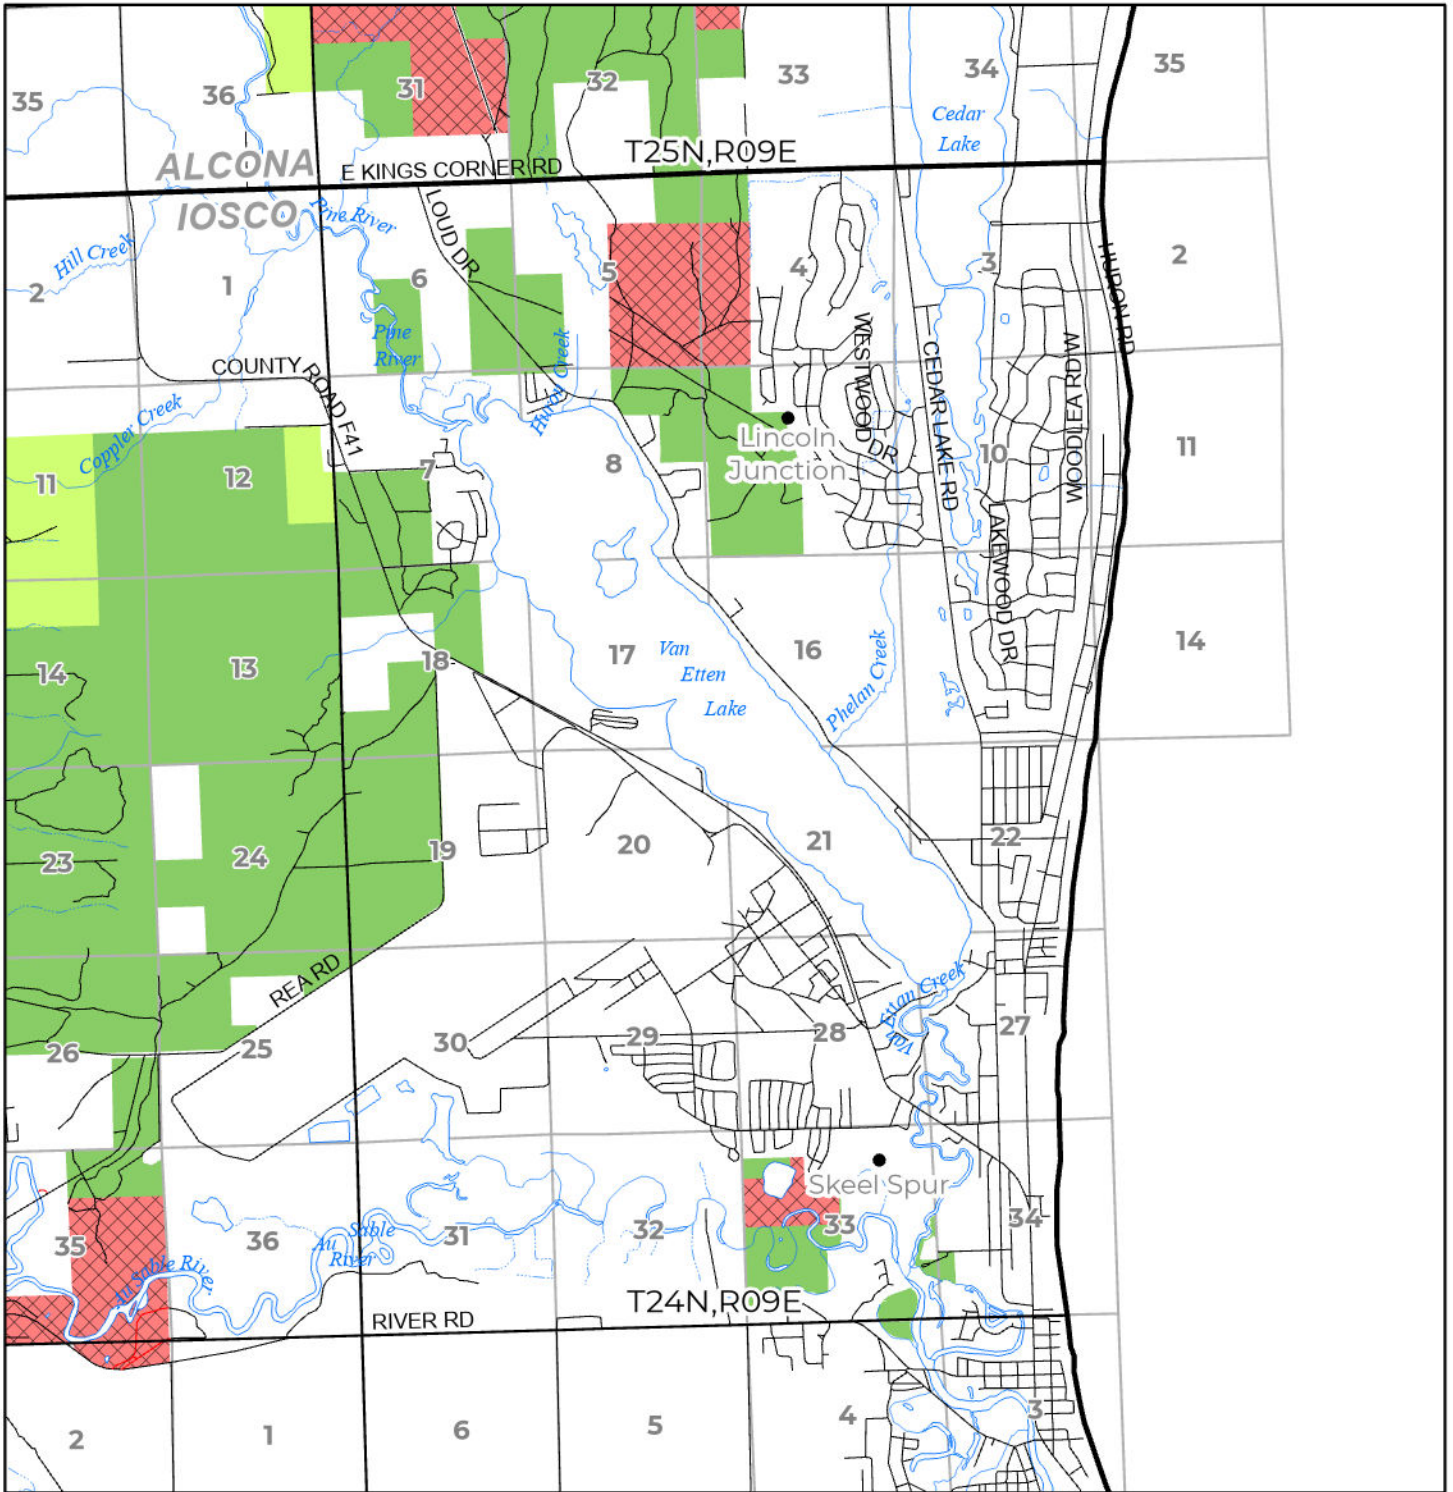 35
36
31
32
33
34
35
Cedar
Lake
T25N,R09E
ALCONA
E KINGS CORNER RD
IOSCO
Pine River
LOUD DR
Hill Creek
2
1
6
5
4
3
2
HURON RD
Pine
River
Huron Creek
WESTWOOD DR
CEDAR LAKE RD
WOODLEA RD W
COUNTY ROAD F41
Coppler Creek
Lincoln
Junction
11
12
7
8
10
11
LAKEWOOD DR
14
13
18
17
16
14
Van
Etten
Lake
Phelan Creek
23
24
19
20
21
22
REA RD
Van Ettan Creek
26
25
30
29
28
27
Skeel Spur
35
36
31
32
33
34
Au Sable River
Au Sable
River
T24N,R09E
RIVER RD
2
1
6
5
4
3